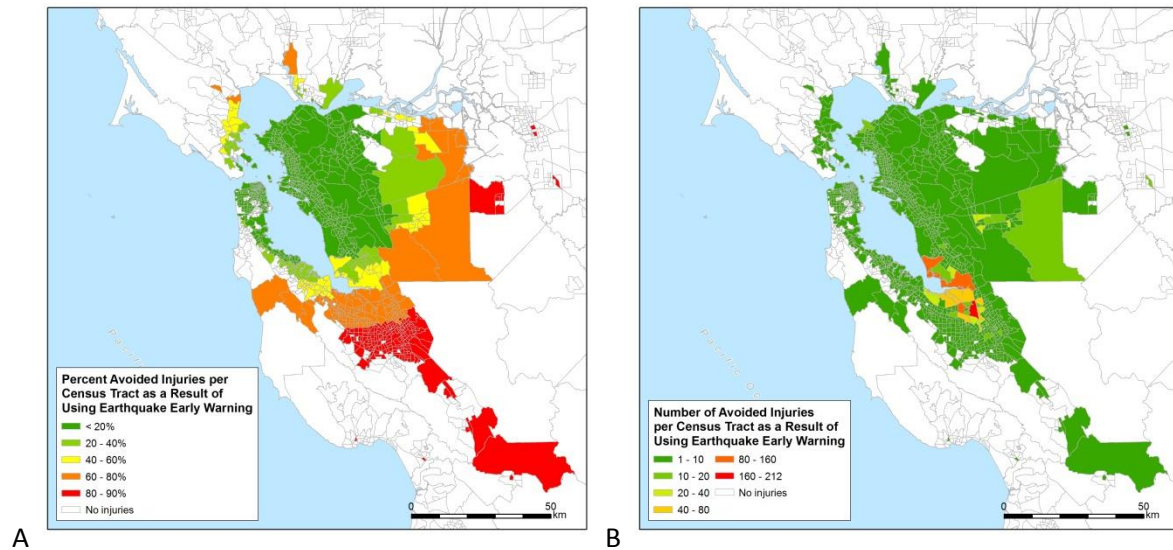 Percent Avoided Injuries per
Census Tract as a Result of
Using Earthquake Early Warning
< 20%
20 - 40%
40 - 60%
60 - 80%
80 - 90%
No injuries
0 50
km
A
Number of Avoided Injuries
per Census Tract as a Result of
Using Earthquake Early Warning
1 - 10
10 - 20
20 - 40
40 - 80
80 - 160
160 - 212
No injuries
0 50
km
B